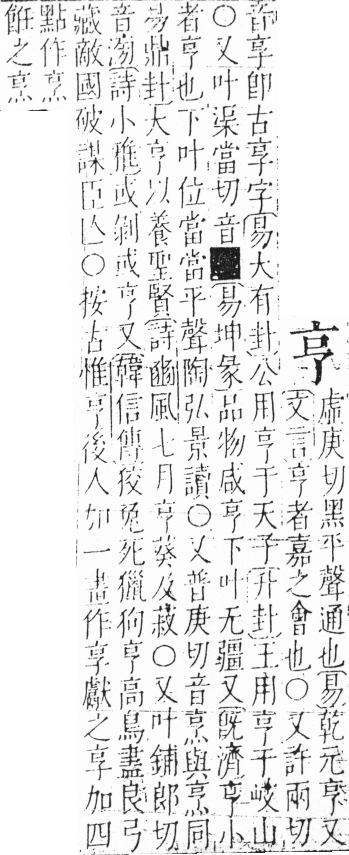 亨
虛庚切黑平聲通也易乾元亨又
文言亨者嘉之會也○又許兩切
音享卽古享字易大有卦公用亨于天子升卦王用亨于岐山
○又叶渠當切音易坤彖品物咸亨下叶无疆又旣濟亨小
者亨也下叶位當當平聲陶弘景讀○又普庚切音烹與烹同
易鼎卦大亨以養聖賢詩豳風七月亨葵及菽○又叶鋪郎切
音滂詩小雅或剝或亨又韓信傳狡兔死獵狗亨高鳥盡良弓
藏敵國破謀臣亾○按古惟亨後人加一畫作享獻之享加四
點作烹
飪之烹